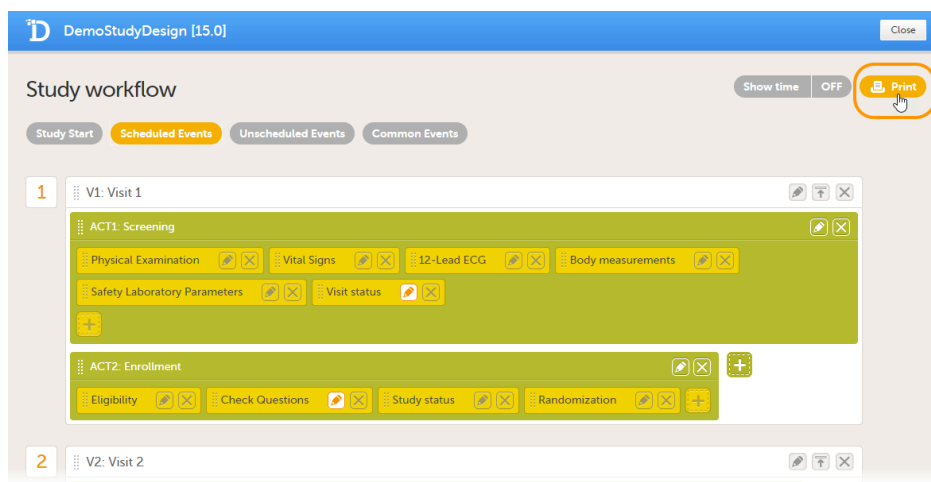 DemoStudyDesign [15.0]
Close
Study workflow
Show time OFF
Print
Study Start Scheduled Events Unscheduled Events Common Events
1 V1: Visit 1
ACT1: Screening
Physical Examination Vital Signs 12-Lead ECG Body measurements
Safety Laboratory Parameters Visit status
ACT2: Enrollment
Eligibility Check Questions Study status Randomization
2 V2: Visit 2